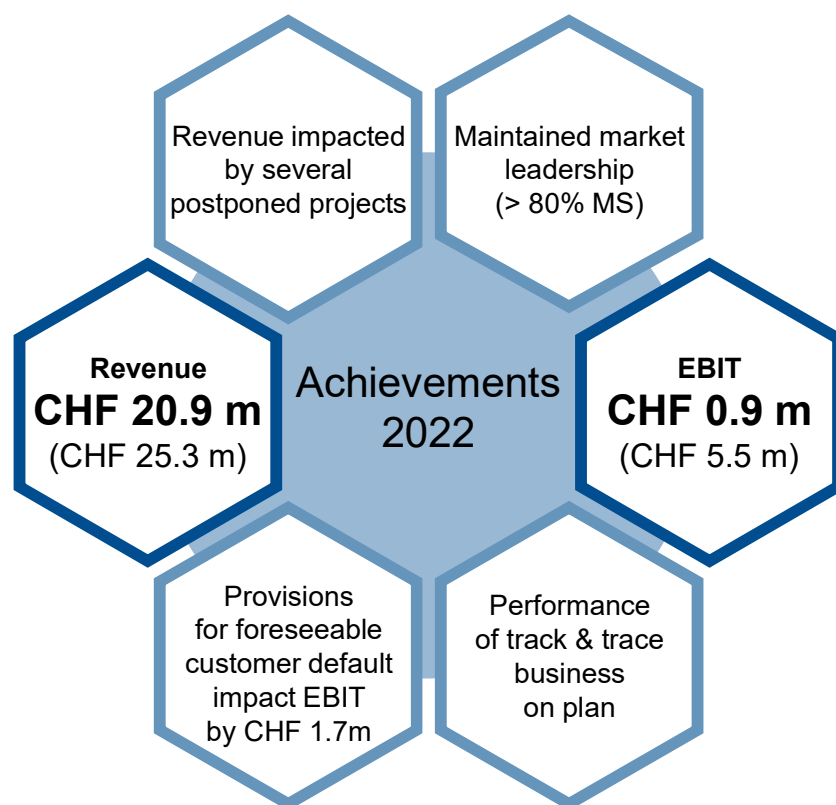 Revenue impacted
by several
postponed projects
Maintained market
leadership
(> 80% MS)
Revenue
CHF 20.9 m
(CHF 25.3 m)
Achievements
2022
EBIT
CHF 0.9 m
(CHF 5.5 m)
Provisions
for foreseeable
customer default
impact EBIT
by CHF 1.7m
Performance
of track & trace
business
on plan